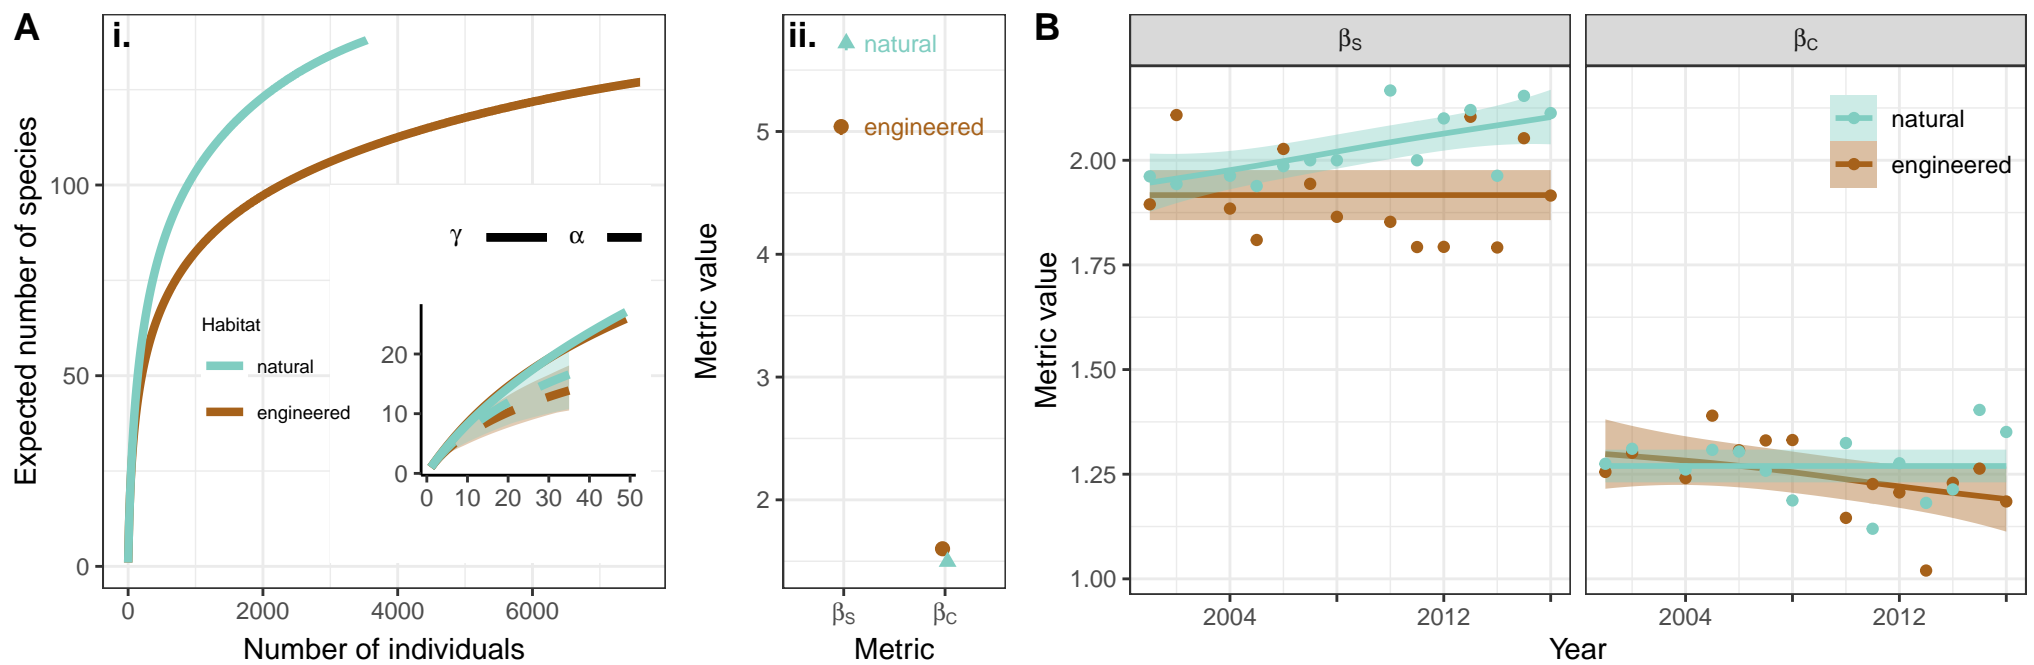 A
i.
Expected number of species
100
50
0
0
2000
4000
6000
Number of individuals
γ
α
Habitat
natural
engineered
20
10
0
0
10
20
30
40
50
ii.
natural
engineered
Metric value
5
4
3
2
βS
βC
Metric
B
βS
βC
Metric value
2.00
1.75
1.50
1.25
1.00
natural
engineered
2004
2012
2004
2012
Year